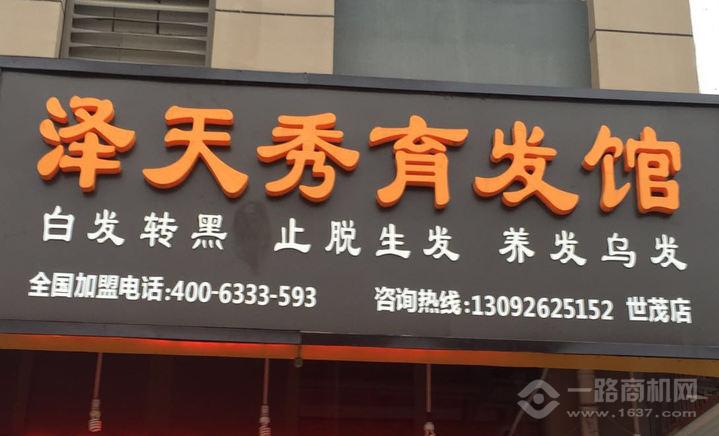 泽天秀育发馆
白发转黑 止脱生发 养发乌发
全国加盟电话:400-6333-593 咨询热线:13092625152 世茂店
一路商机网
www.1637.com